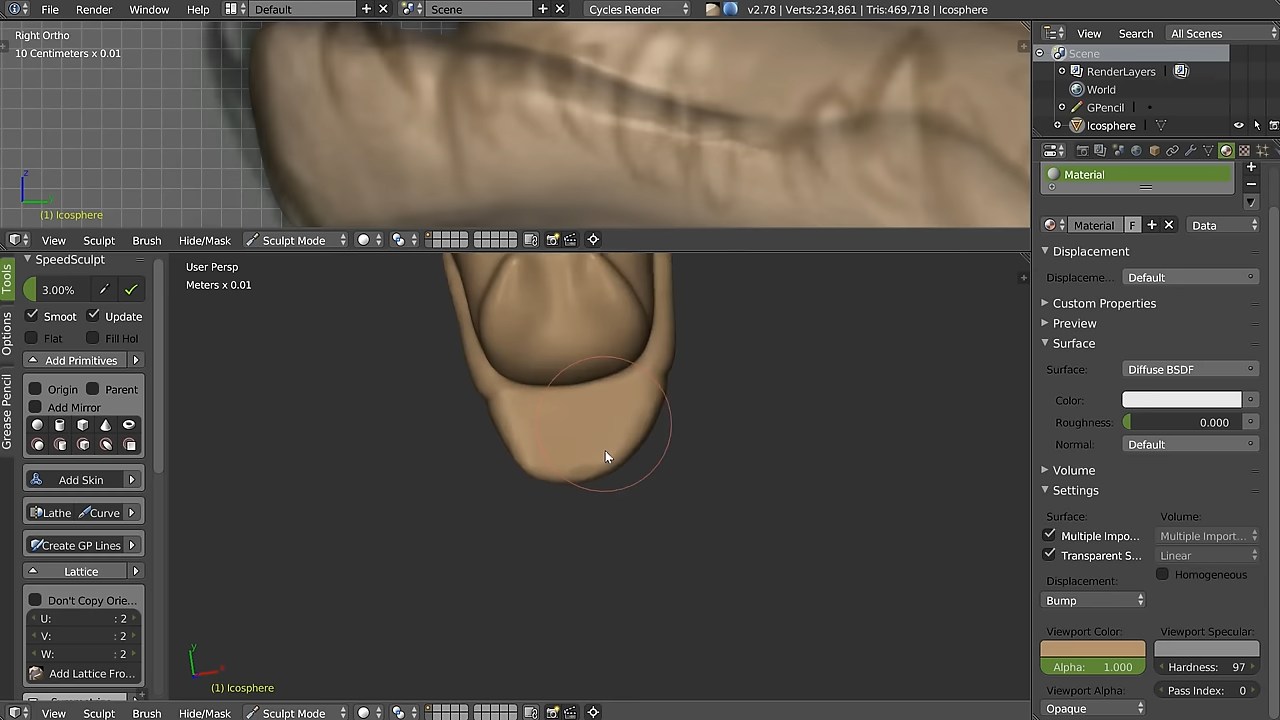 File Render Window Help Default Scene Cycles Render v2.78 | Verts:234,861 | Tris:469,718 | Icosphere
Right Ortho
10 Centimeters x 0.01
z
(1) Icosphere
View Sculpt Brush Hide/Mask Sculpt Mode
Tools
Options
Grease Pencil
SpeedSculpt
3.00%
Smoot Update
Flat Fill Hol
Add Primitives
Origin Parent
Add Mirror
Add Skin
Lathe Curve
Create GP Lines
Lattice
Don't Copy Orie...
U: : 2
V: : 2
W: : 2
Add Lattice Fro...
User Persp
Meters x 0.01
y
x
(1) Icosphere
View Sculpt Brush Hide/Mask Sculpt Mode
View Search All Scenes
Scene
RenderLayers
World
GPencil
Icosphere
Material
Material F Data
Displacement
Displaceme... Default
Custom Properties
Preview
Surface
Surface: Diffuse BSDF
Color:
Roughness: 0.000
Normal: Default
Volume
Settings
Surface: Volume:
Multiple Impo... Multiple Import...
Transparent S... Linear
Homogeneous
Displacement:
Bump
Viewport Color: Viewport Specular:
Alpha: 1.000 Hardness: 97
Viewport Alpha: Pass Index: 0
Opaque